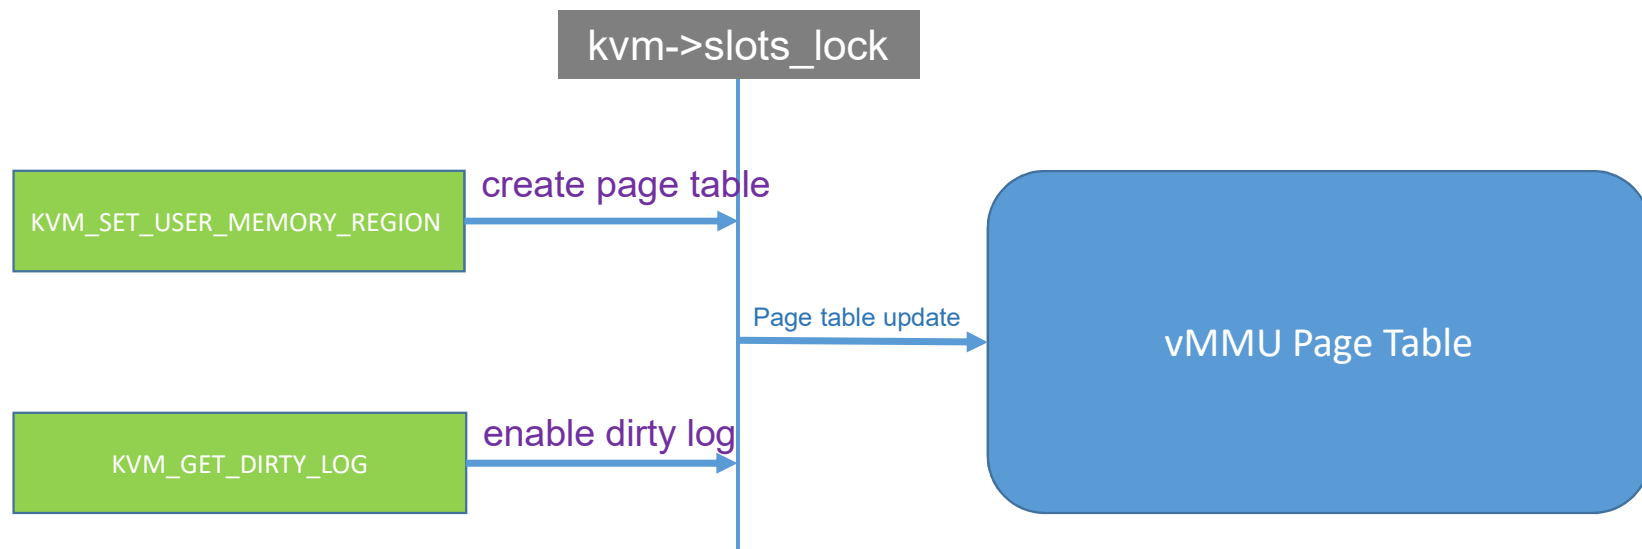 kvm->slots_lock
create page table
KVM_SET_USER_MEMORY_REGION
Page table update
vMMU Page Table
enable dirty log
KVM_GET_DIRTY_LOG